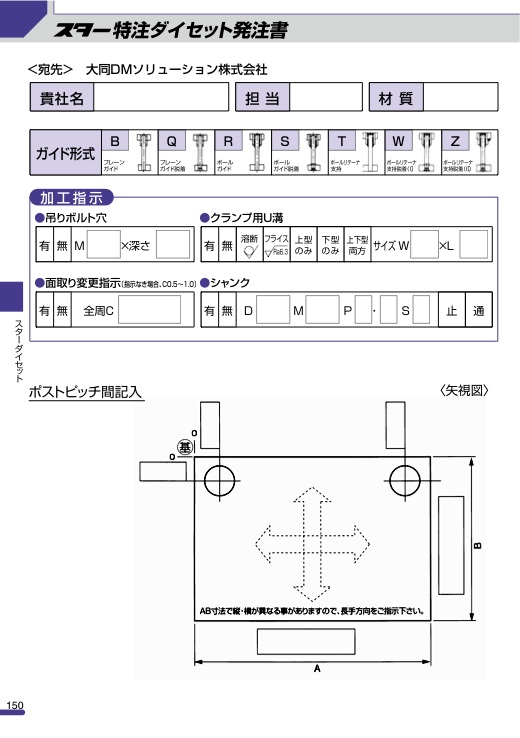 スター特注ダイセット発注書
＜宛先＞ 大同DMソリューション株式会社
貴社名 担当 材質
ガイド形式
B プレーンガイド
Q プレーンガイド脱着
R ボールガイド
S ボールガイド脱着
T ボールリテーナ支持
W ボールリテーナ支持脱着(I)
Z ボールリテーナ支持脱着(II)
加工指示
●吊りボルト穴
有 無 M ×深さ
●クランプ用U溝
有 無 溶断 フライス Ra6.3 上型のみ 下型のみ 上下型両方 サイズ W ×L
●面取り変更指示(指示なき場合、C0.5～1.0)
有 無 全周C
●シャンク
有 無 D M P ・ S 止 通
スターダイセット
ポストピッチ間記入
〈矢視図〉
0
基
0
B
AB寸法で縦・横が異なる事がありますので、長手方向をご指示下さい。
A
150